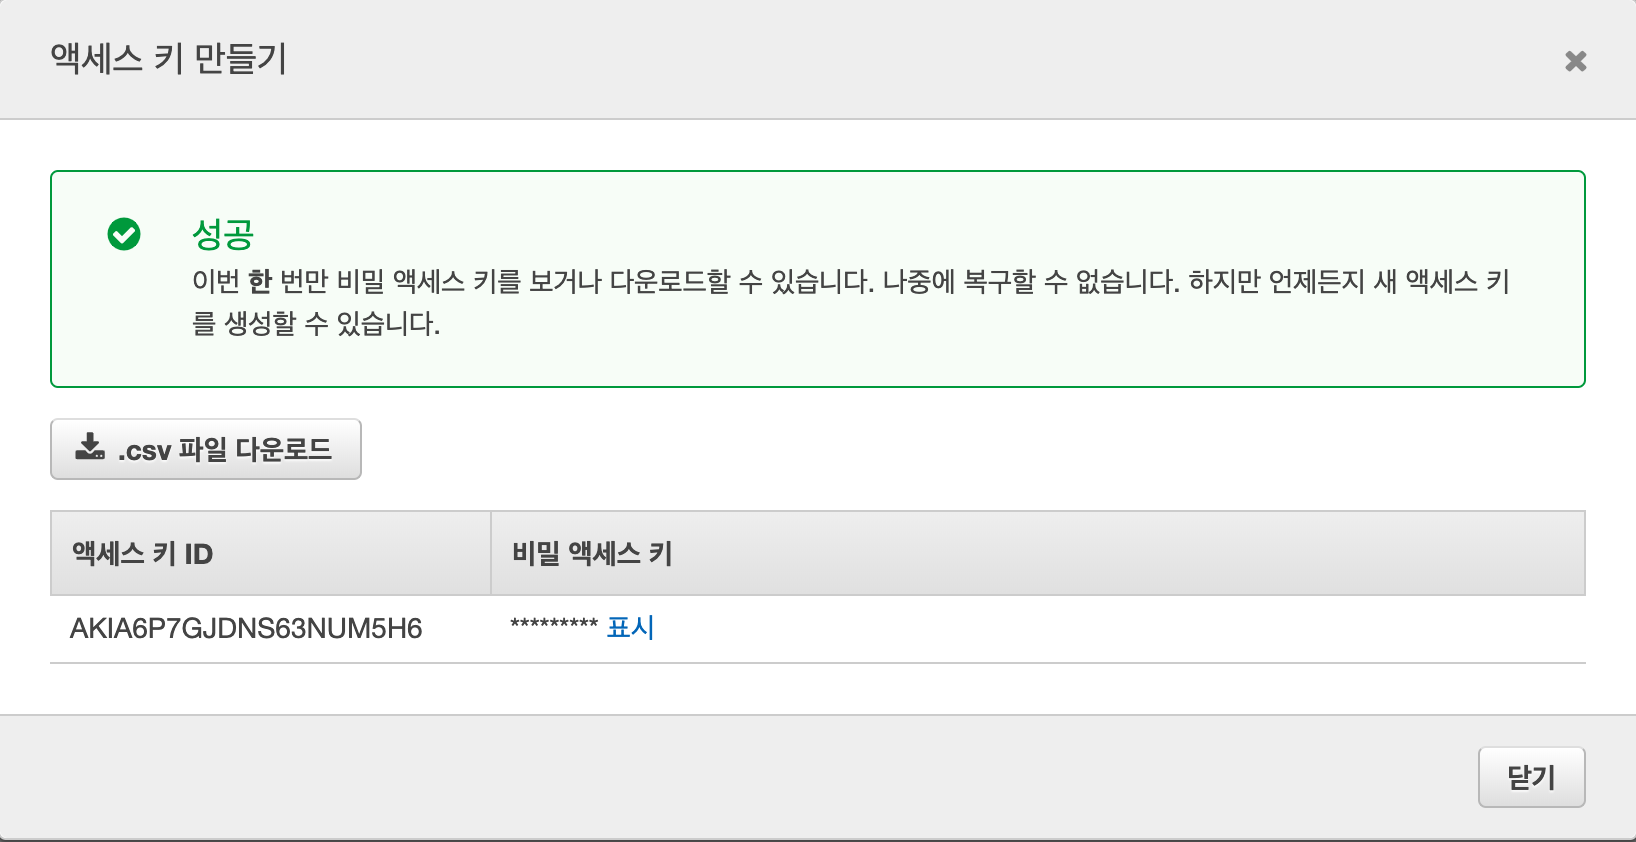 액세스 키 만들기
성공
이번 한 번만 비밀 액세스 키를 보거나 다운로드할 수 있습니다. 나중에 복구할 수 없습니다. 하지만 언제든지 새 액세스 키
를 생성할 수 있습니다.
.csv 파일 다운로드
액세스 키 ID 비밀 액세스 키
AKIA6P7GJDNS63NUM5H6 ********* 표시
닫기